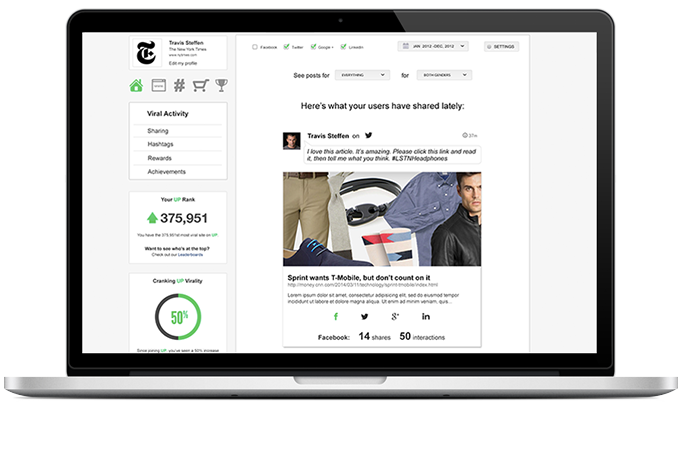 Travis Steffen
The New York Times
www.nytimes.com
Edit my profile
Viral Activity
Sharing
Hashtags
Rewards
Achievements
Your UP Rank
375,951
You have the 375,951st most viral site on UP.
Want to see who's at the top?
Check out our Leaderboards
Cranking UP Virality
50%
Since joining UP, you've seen a 50% increase
Facebook Twitter Google+ LinkedIn
JAN 2012 -DEC, 2012
SETTINGS
See posts for EVERYTHING for BOTH GENDERS
Here's what your users have shared lately:
Travis Steffen on
37m
I love this article. It's amazing. Please click this link and read
it, then tell me what you think. #LSTNHeadphones
Sprint wants T-Mobile, but don't count on it
http://money.cnn.com/2014/03/11/technology/sprint-tmobile/index.html
Lorem ipsum dolor sit amet, consectetur adipisicing elit, sed do eiusmod tempor
incididunt ut labore et dolore magna aliqua. Ut enim ad minim veniam, quis...
Facebook: 14 shares 50 interactions